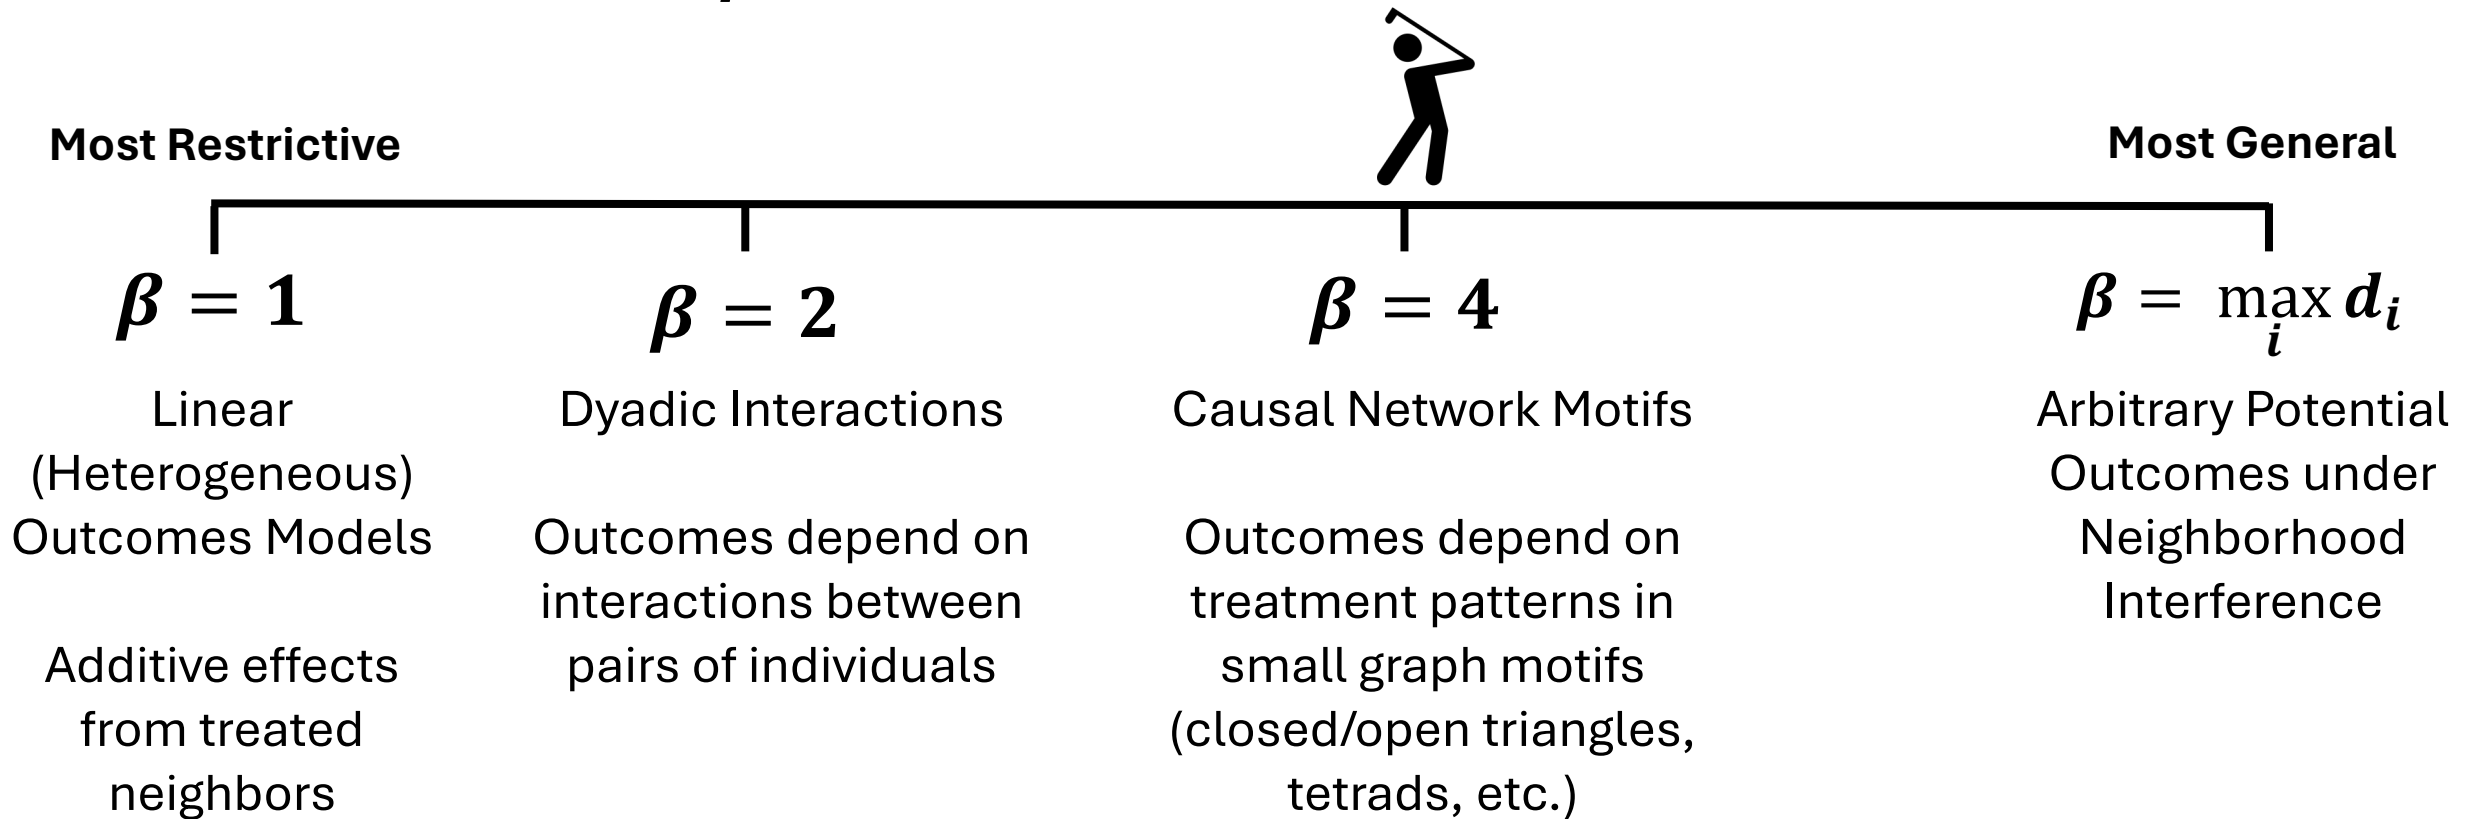 Most Restrictive
Most General
β = 1
β = 2
β = 4
β = max dᵢ
i
Linear
(Heterogeneous)
Outcomes Models
Additive effects
from treated
neighbors
Dyadic Interactions
Outcomes depend on
interactions between
pairs of individuals
Causal Network Motifs
Outcomes depend on
treatment patterns in
small graph motifs
(closed/open triangles,
tetrads, etc.)
Arbitrary Potential
Outcomes under
Neighborhood
Interference